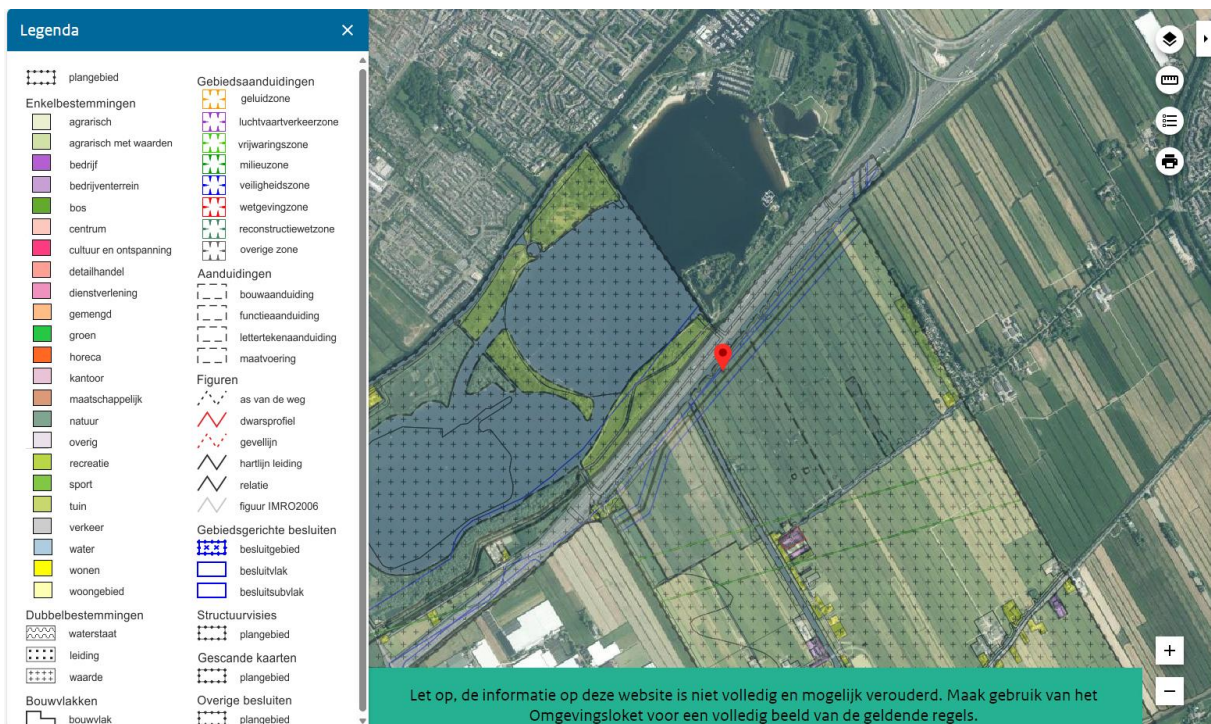 Legenda
plangebied
Enkelbestemmingen
agrarisch
agrarisch met waarden
bedrijf
bedrijventerrein
bos
centrum
cultuur en ontspanning
detailhandel
dienstverlening
gemengd
groen
horeca
kantoor
maatschappelijk
natuur
overig
recreatie
sport
tuin
verkeer
water
wonen
woongebied
Dubbelbestemmingen
waterstaat
leiding
waarde
Bouwvlakken
bouwvlak
Gebiedsaanduidingen
geluidzone
luchtvaartverkeerzone
vrijwaringszone
milieuzone
veiligheidszone
wetgevingzone
reconstructiewetzone
overige zone
Aanduidingen
bouwaanduiding
functieaanduiding
lettertekenaanduiding
maatvoering
Figuren
as van de weg
dwarsprofiel
gevellijn
hartlijn leiding
relatie
figuur IMRO2006
Gebiedsgerichte besluiten
besluitgebied
besluitvlak
besluitsubvlak
Structuurvisies
plangebied
Gescande kaarten
plangebied
Overige besluiten
plangebied
Let op, de informatie op deze website is niet volledig en mogelijk verouderd. Maak gebruik van het
Omgevingsloket voor een volledig beeld van de geldende regels.